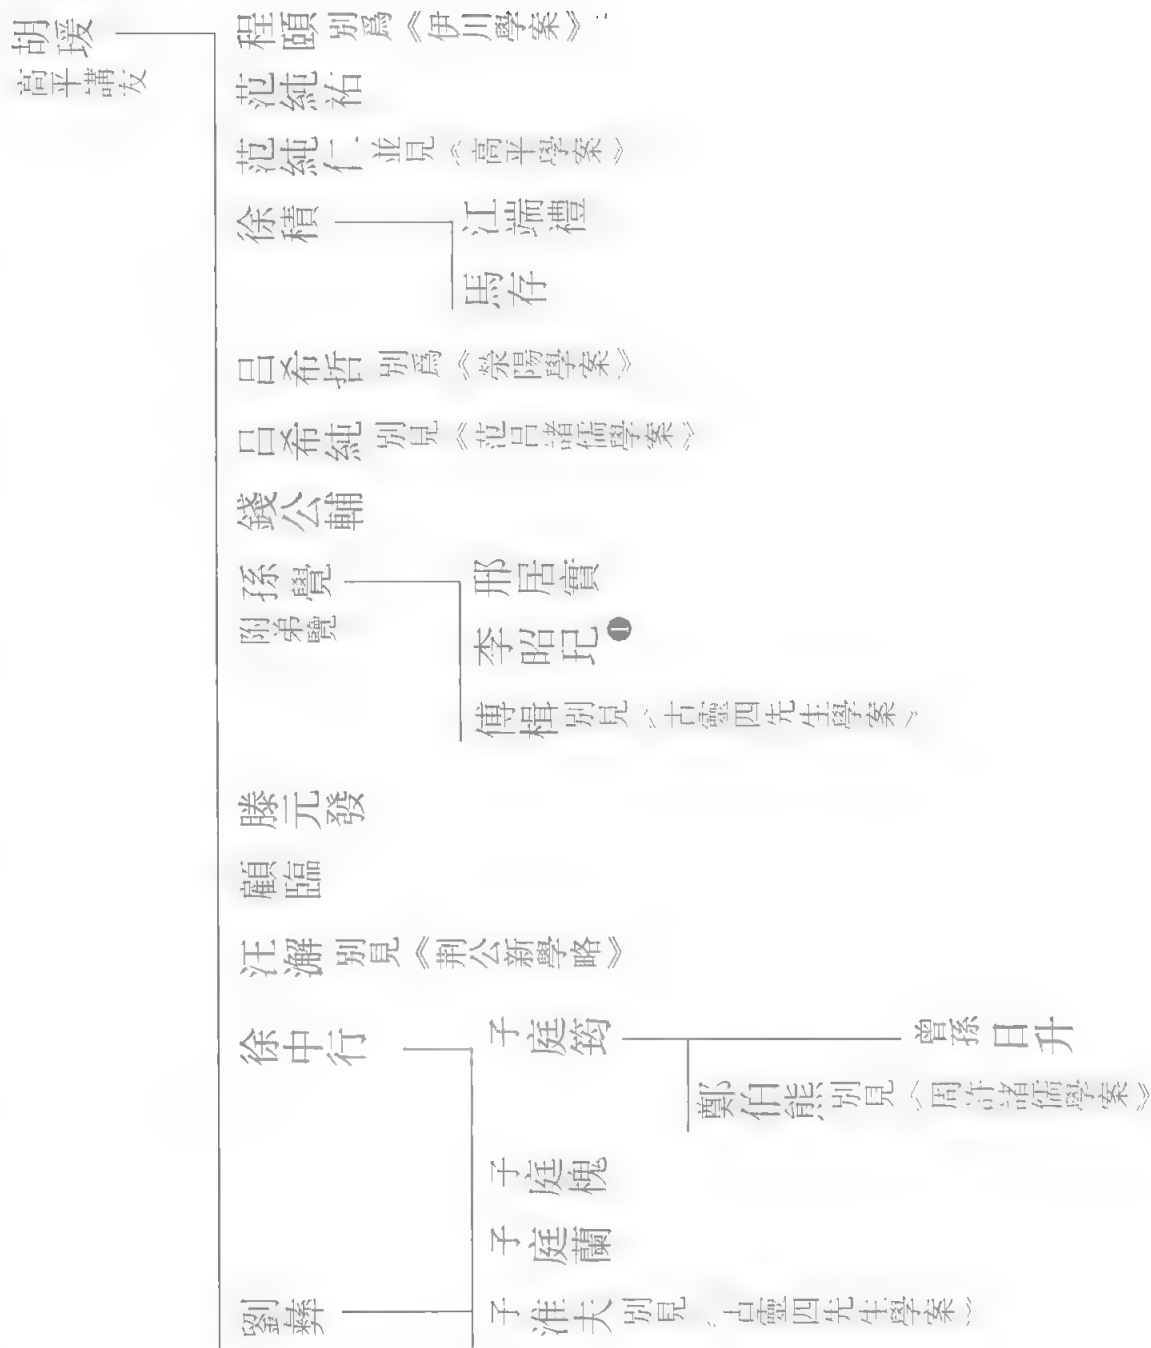 胡瑗
高平講友
程頤 別爲《伊川學案》
范純祐
范純仁 並見《高平學案》
徐積
江端禮
馬存
呂希哲 別爲《滎陽學案》
呂希純 別見《范呂諸儒學案》
錢公輔
孫覺
附弟覽
邢居實
李昭玘❶
傅楫 別見《古靈四先生學案》
滕元發
顧臨
汪澥 別見《荆公新學略》
徐中行
子庭筠
曾孫日升
鄭伯熊 別見《周許諸儒學案》
子庭槐
子庭蘭
劉彝
子淮夫 別見《古靈四先生學案》